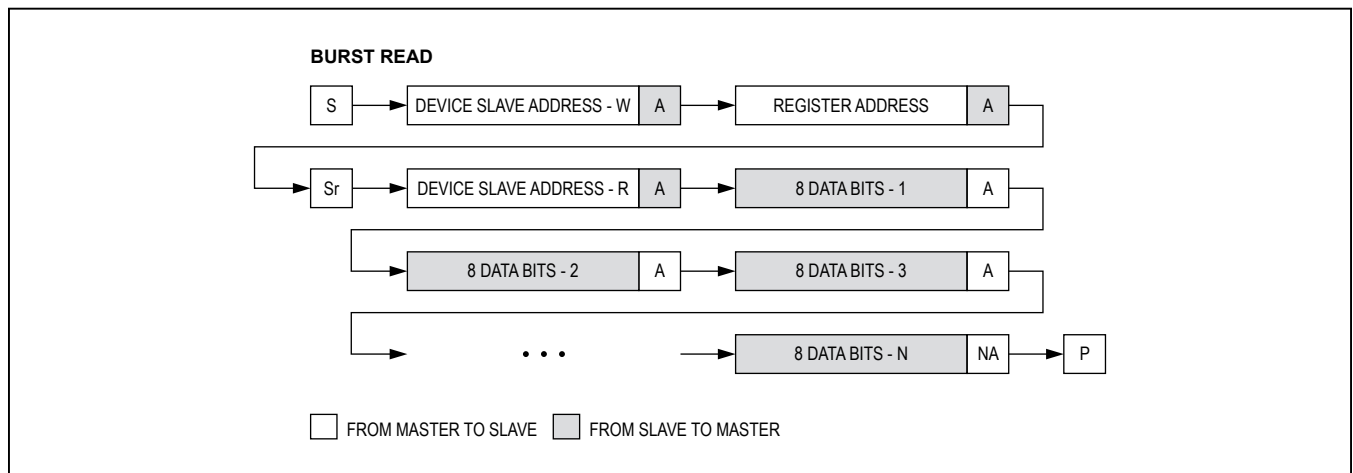 BURST READ
S DEVICE SLAVE ADDRESS - W A REGISTER ADDRESS A
Sr DEVICE SLAVE ADDRESS - R A 8 DATA BITS - 1 A
8 DATA BITS - 2 A 8 DATA BITS - 3 A
• • • 8 DATA BITS - N NA P
FROM MASTER TO SLAVE FROM SLAVE TO MASTER